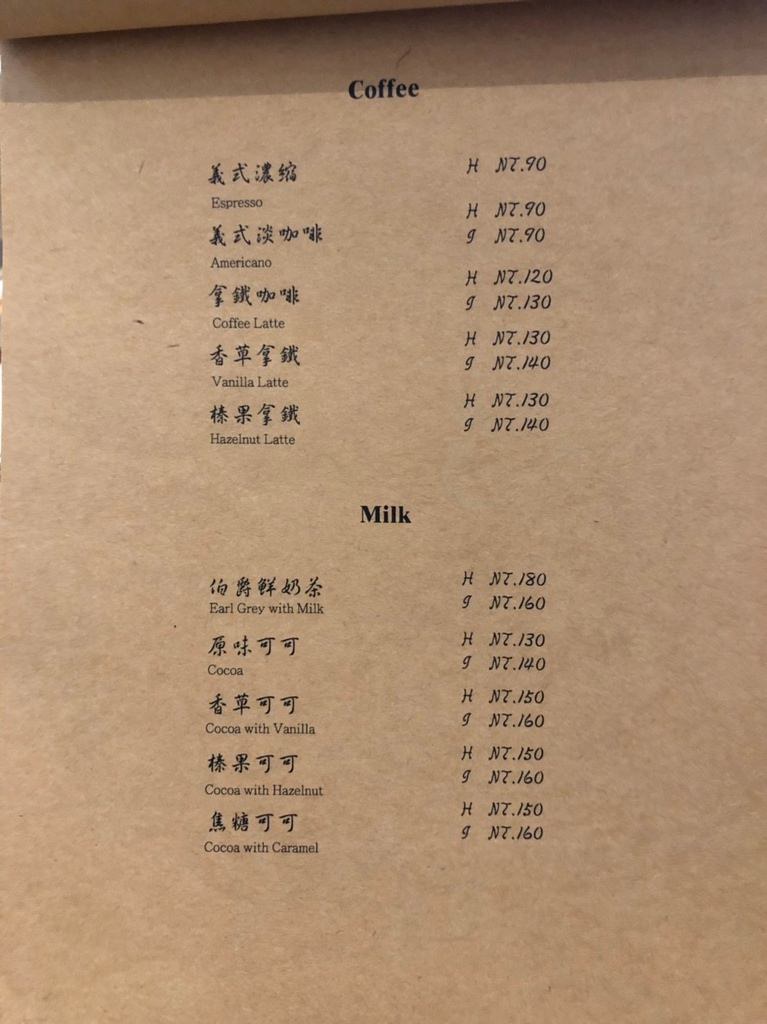 Coffee
義式濃縮 H NT.90
Espresso
義式淡咖啡 H NT.90
Americano g NT.90
拿鐵咖啡 H NT.120
Coffee Latte g NT.130
香草拿鐵 H NT.130
Vanilla Latte g NT.140
榛果拿鐵 H NT.130
Hazelnut Latte g NT.140
Milk
伯爵鮮奶茶 H NT.180
Earl Grey with Milk g NT.160
原味可可 H NT.130
Cocoa g NT.140
香草可可 H NT.150
Cocoa with Vanilla g NT.160
榛果可可 H NT.150
Cocoa with Hazelnut g NT.160
焦糖可可 H NT.150
Cocoa with Caramel g NT.160